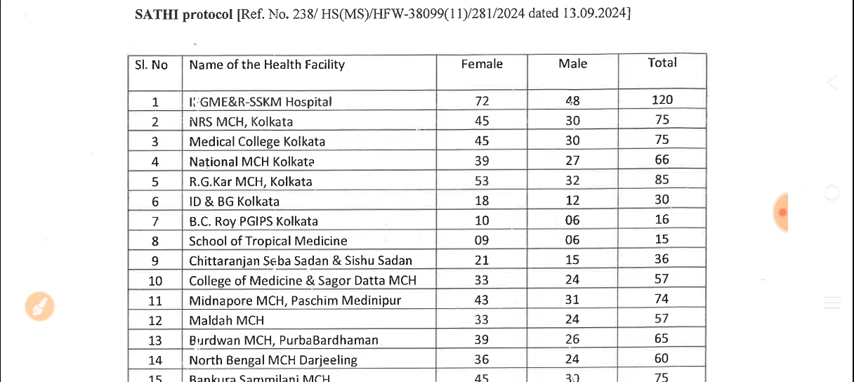 SATHI protocol [Ref. No. 238/ HS(MS)/HFW-38099(11)/281/2024 dated 13.09.2024]
Sl. No Name of the Health Facility Female Male Total
1 GME&R-SSKM Hospital 72 48 120
2 NRS MCH, Kolkata 45 30 75
3 Medical College Kolkata 45 30 75
4 National MCH Kolkata 39 27 66
5 R.G.Kar MCH, Kolkata 53 32 85
6 ID & BG Kolkata 18 12 30
7 B.C. Roy PGIPS Kolkata 10 06 16
8 School of Tropical Medicine 09 06 15
9 Chittaranjan Seba Sadan & Sishu Sadan 21 15 36
10 College of Medicine & Sagor Datta MCH 33 24 57
11 Midnapore MCH, Paschim Medinipur 43 31 74
12 Maldah MCH 33 24 57
13 Burdwan MCH, PurbaBardhaman 39 26 65
14 North Bengal MCH Darjeeling 36 24 60
15 Bankura Sammilani MCH 45 30 75